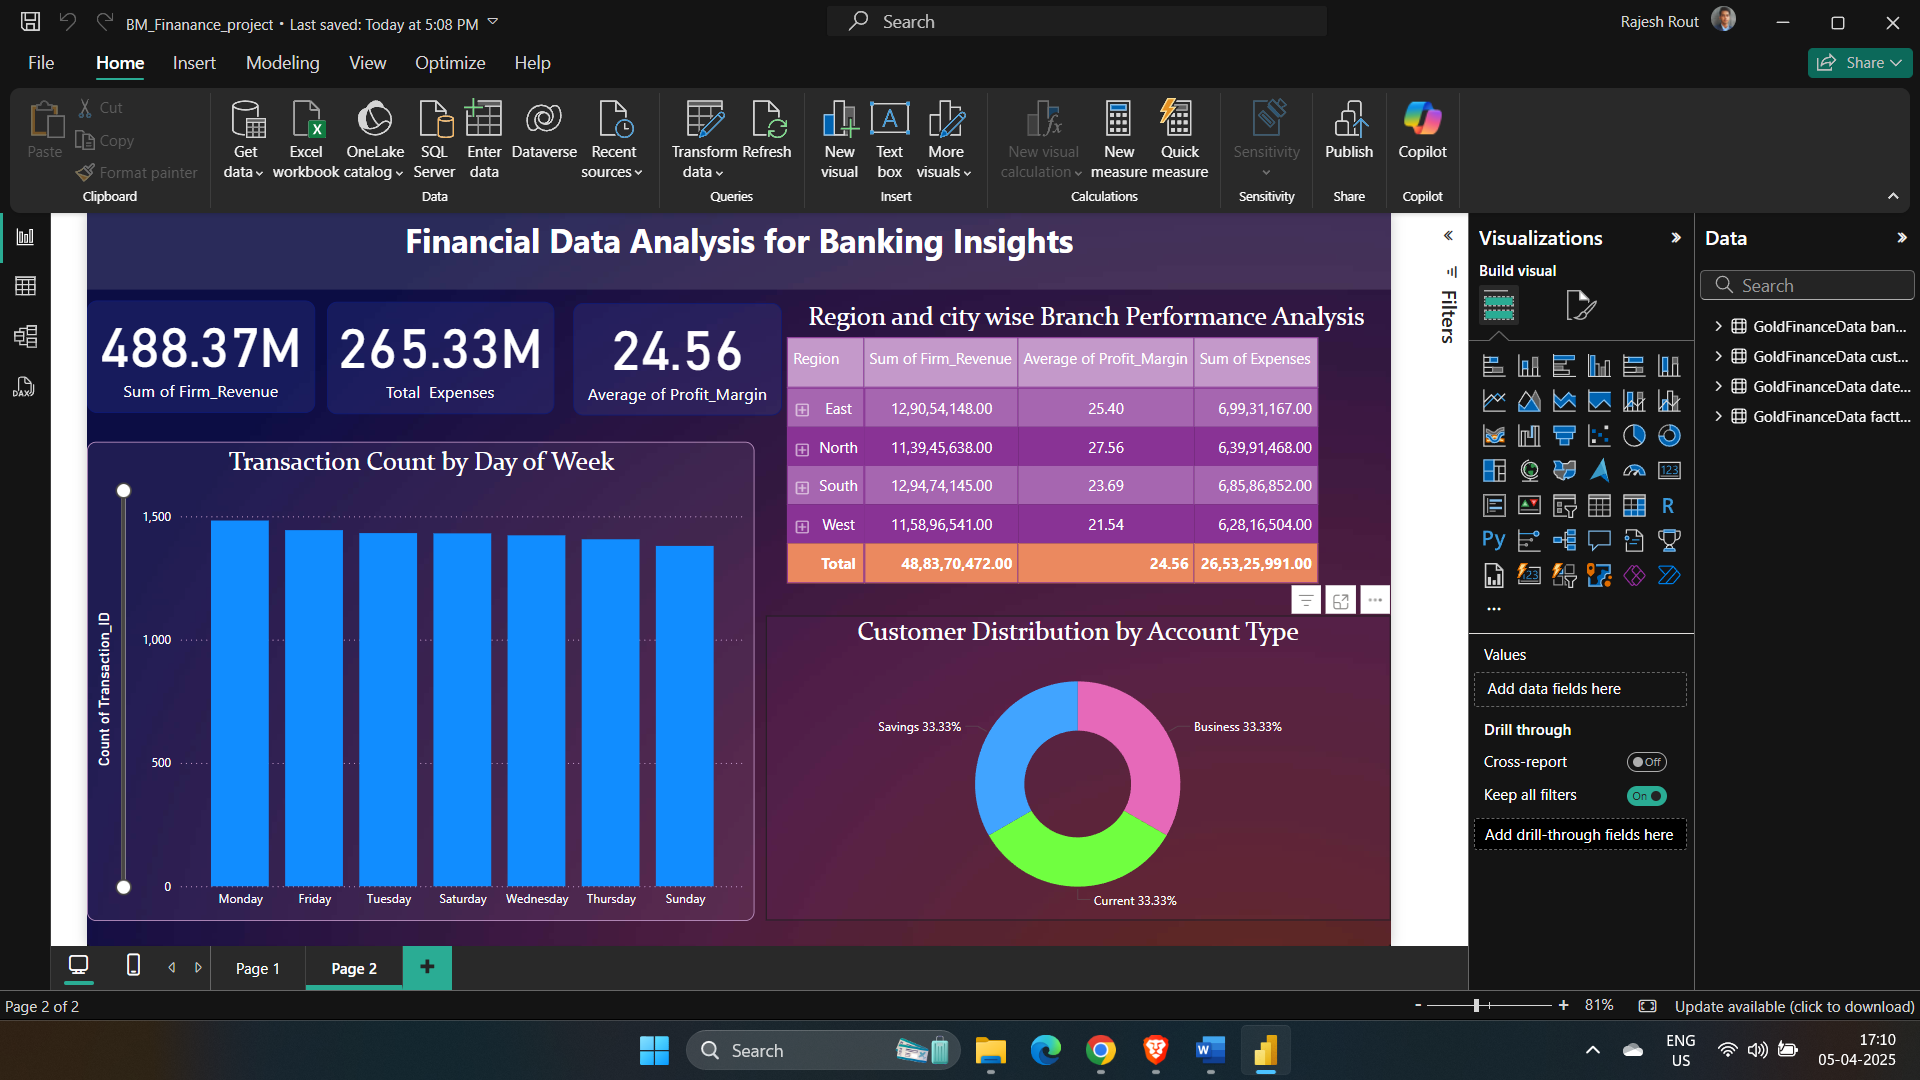 BM_Finanance_project • Last saved: Today at 5:08 PM
Search
Rajesh Rout
File
Home
Insert
Modeling
View
Optimize
Help
Share
Paste
Cut
Copy
Format painter
Clipboard
Get data
Excel workbook
OneLake catalog
SQL Server
Enter data
Dataverse
Recent sources
Data
Transform data
Refresh
Queries
New visual
A
Text box
More visuals
Insert
New visual calculation
New measure
Quick measure
Calculations
Sensitivity
Sensitivity
Publish
Share
Copilot
Copilot
DAX
Financial Data Analysis for Banking Insights
488.37M
Sum of Firm_Revenue
265.33M
Total Expenses
24.56
Average of Profit_Margin
Region and city wise Branch Performance Analysis
Region Sum of Firm_Revenue Average of Profit_Margin Sum of Expenses
East 12,90,54,148.00 25.40 6,99,31,167.00
North 11,39,45,638.00 27.56 6,39,91,468.00
South 12,94,74,145.00 23.69 6,85,86,852.00
West 11,58,96,541.00 21.54 6,28,16,504.00
Total 48,83,70,472.00 24.56 26,53,25,991.00
Transaction Count by Day of Week
Count of Transaction_ID
1,500
1,000
500
0
Monday Friday Tuesday Saturday Wednesday Thursday Sunday
Customer Distribution by Account Type
Savings 33.33%
Business 33.33%
Current 33.33%
Filters
Visualizations
Build visual
123
R
Py
123
Values
Add data fields here
Drill through
Cross-report
Off
Keep all filters
On
Add drill-through fields here
Data
Search
GoldFinanceData ban...
GoldFinanceData cust...
GoldFinanceData date...
GoldFinanceData factt...
Page 1
Page 2
+
Page 2 of 2
- + 81%
Update available (click to download)
Search
W
ENG
US
17:10
05-04-2025